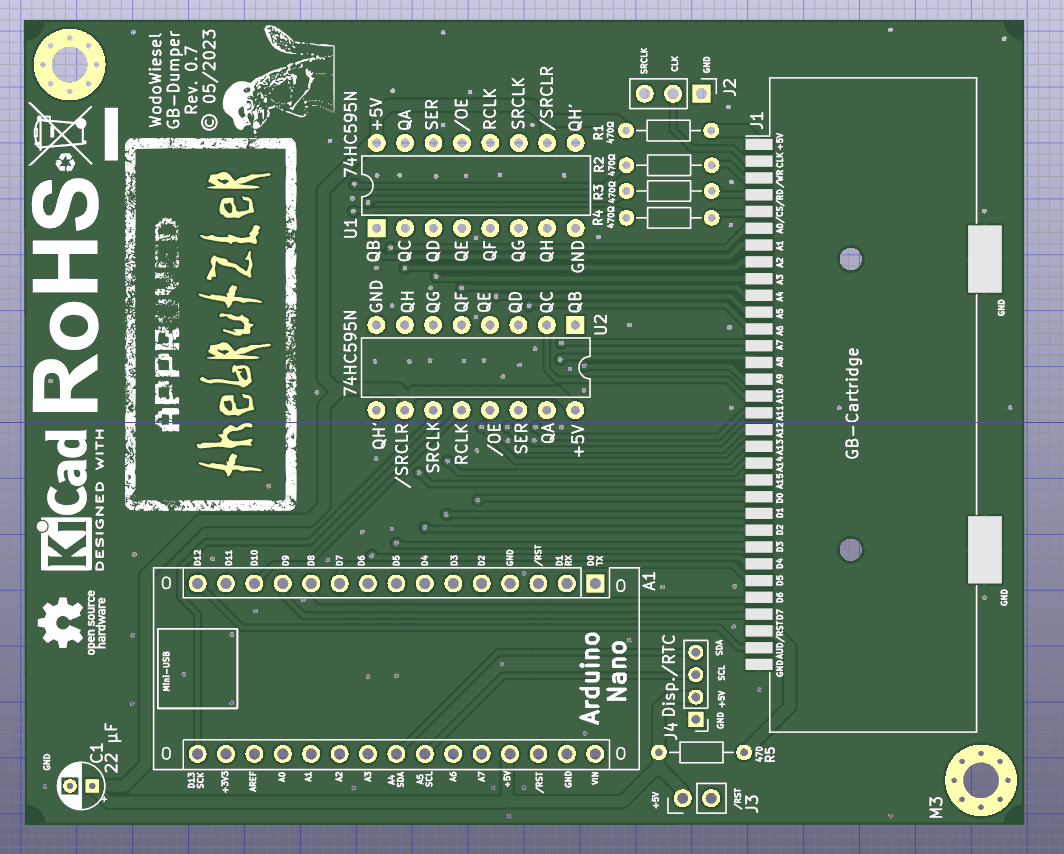 WodoWiesel
GB-Dumper
Rev. 0.7
© 05/2023
RoHS
KiCad
DESIGNED WITH
open source
hardware
thebrutzler
74HC595N
+5V
QA
SER
/OE
RCLK
SRCLK
/SRCLR
QH'
U1
QB
QC
QD
QE
QF
QG
QH
GND
74HC595N
GND
QH
QG
QF
QE
QD
QC
QB
U2
QH'
/SRCLR
SRCLK
RCLK
/OE
SER
QA
+5V
SRCLK
CLK
GND
J2
R1
470Ω
R2
470Ω
R3
470Ω
R4
470Ω
J1
+5V
CLK
/WR
/RD
/CS
A0
A1
A2
A3
A4
A5
A6
A7
A8
A9
A10
A11
A12
A13
A14
A15
D0
D1
D2
D3
D4
D5
D6
D7
/RST
AUD
GND
GB-Cartridge
GND
GND
D12
D11
D10
D9
D8
D7
D6
D5
D4
D3
D2
GND
/RST
D1
RX
D0
TX
A1
Mini-USB
Arduino
Nano
D13
SCK
+3V3
AREF
A0
A1
A2
A3
A4
SDA
A5
SCL
A6
A7
+5V
/RST
GND
VIN
J4 Disp./RTC
SDA
SCL
+5V
GND
470
R5
+5V
/RST
J3
GND
C1
22 µF
+
M3